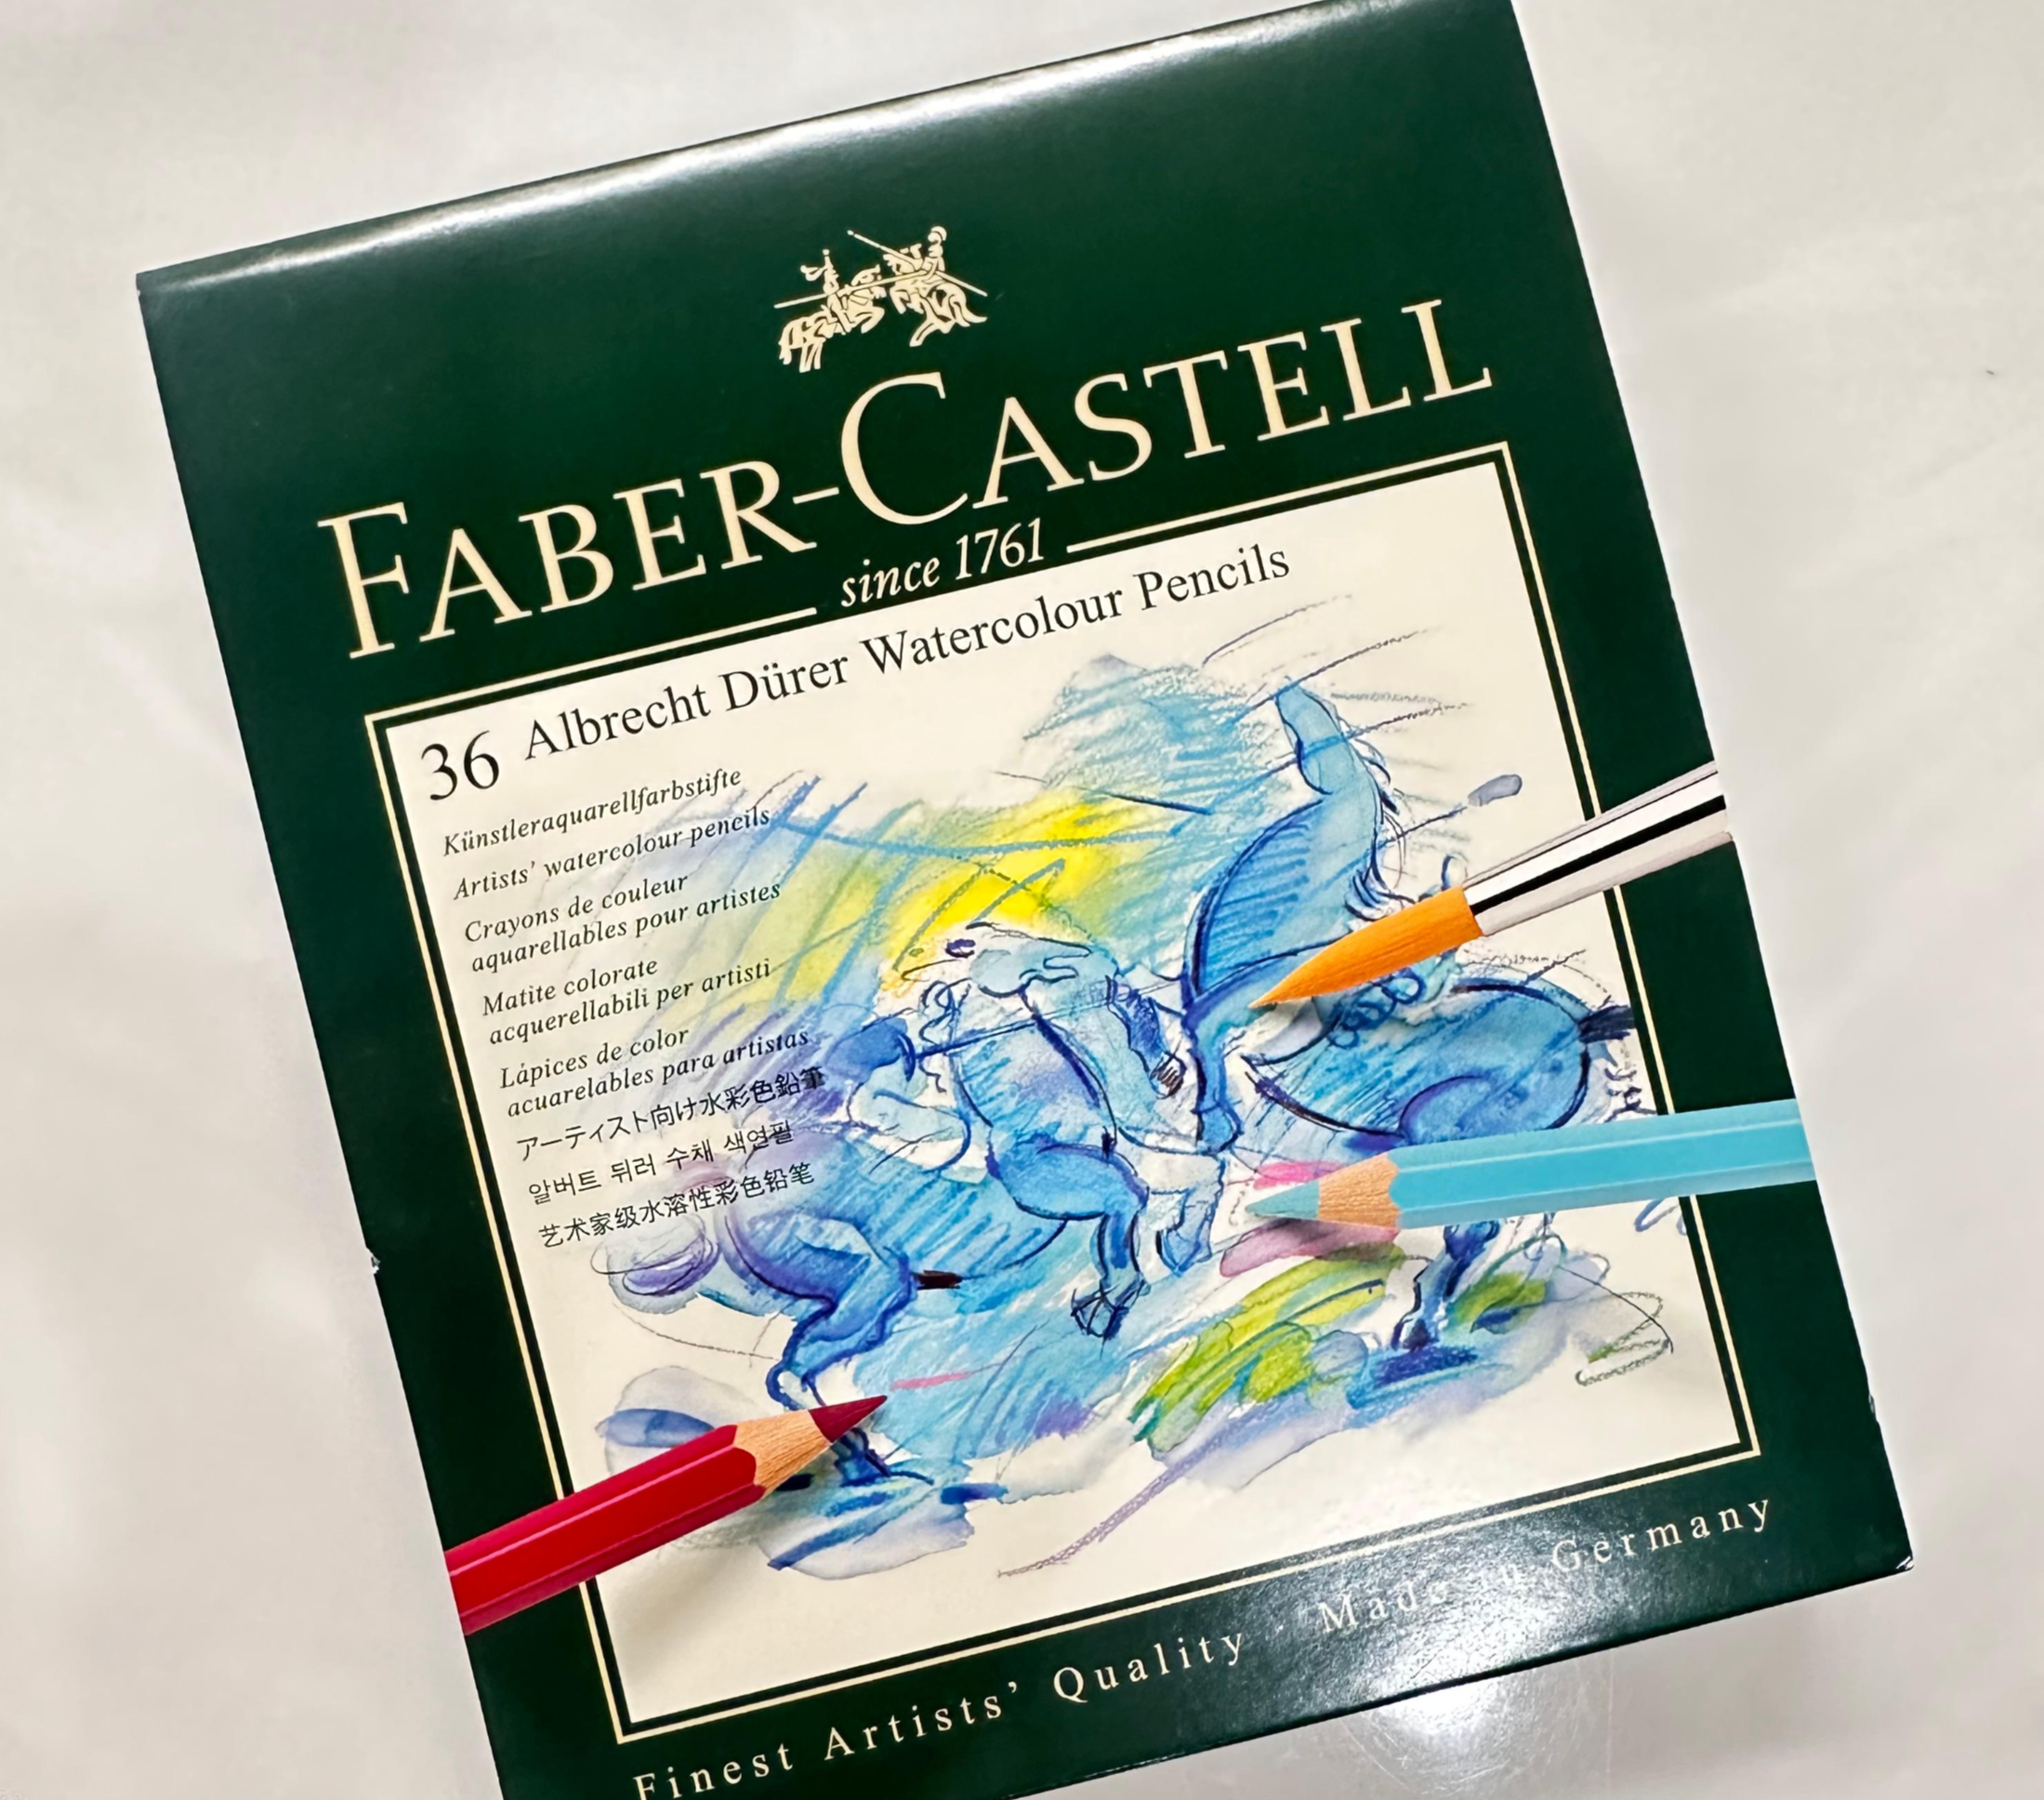 FABER-CASTELL
since 1761
36 Albrecht Dürer Watercolour Pencils
Künstleraquarellfarbstifte
Artists’ watercolour pencils
Crayons de couleur
aquarellables pour artistes
Matite colorate
acquerellabili per artisti
Lápices de color
acuarelables para artistas
アーティスト向け水彩色鉛筆
알버트 뒤러 수채 색연필
艺术家级水溶性彩色铅笔
Finest Artists’ Quality · Made in Germany